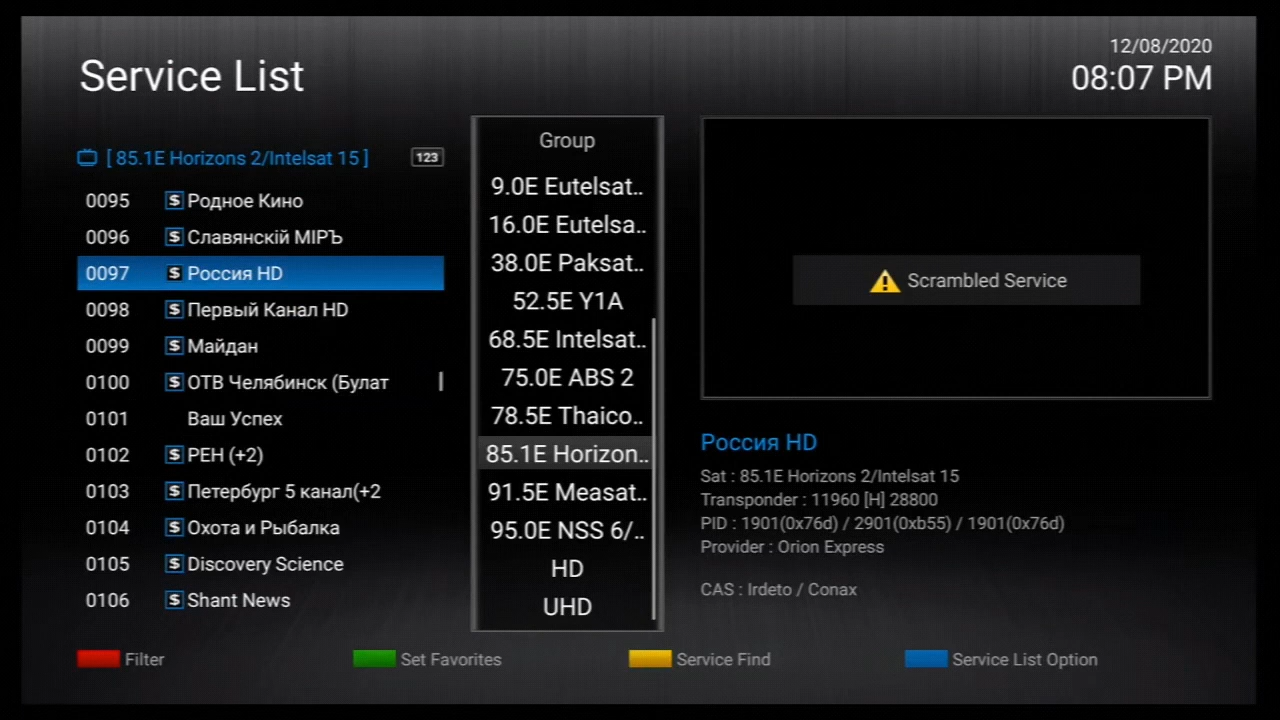 Service List
12/08/2020
08:07 PM
[ 85.1E Horizons 2/Intelsat 15 ]
123
0095 $ Родное Кино
0096 $ Славянскій МІРЪ
0097 $ Россия HD
0098 $ Первый Канал HD
0099 $ Майдан
0100 $ ОТВ Челябинск (Булат
0101 Ваш Успех
0102 $ РЕН (+2)
0103 $ Петербург 5 канал(+2
0104 $ Охота и Рыбалка
0105 $ Discovery Science
0106 $ Shant News
Group
9.0E Eutelsat..
16.0E Eutelsa..
38.0E Paksat..
52.5E Y1A
68.5E Intelsat..
75.0E ABS 2
78.5E Thaico..
85.1E Horizon..
91.5E Measat..
95.0E NSS 6/..
HD
UHD
Scrambled Service
Россия HD
Sat : 85.1E Horizons 2/Intelsat 15
Transponder : 11960 [H] 28800
PID : 1901(0x76d) / 2901(0xb55) / 1901(0x76d)
Provider : Orion Express
CAS : Irdeto / Conax
Filter
Set Favorites
Service Find
Service List Option